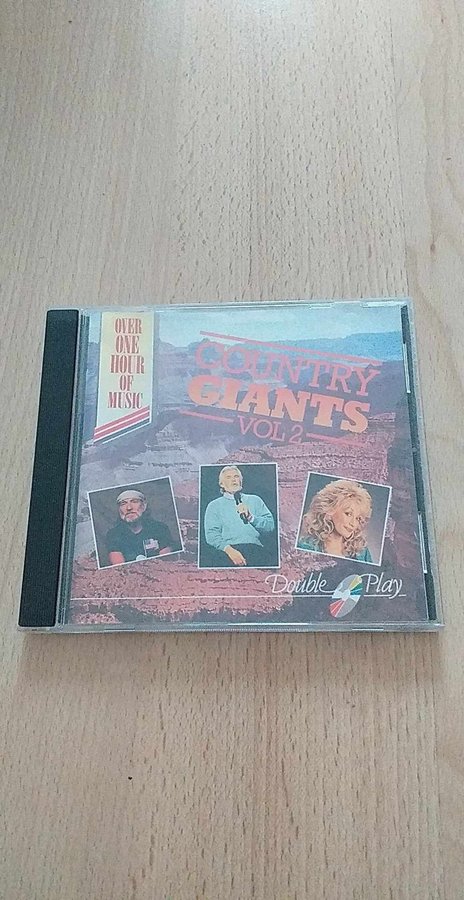 OVER
ONE
HOUR
OF
MUSIC
COUNTRY
GIANTS
VOL 2
Double Play